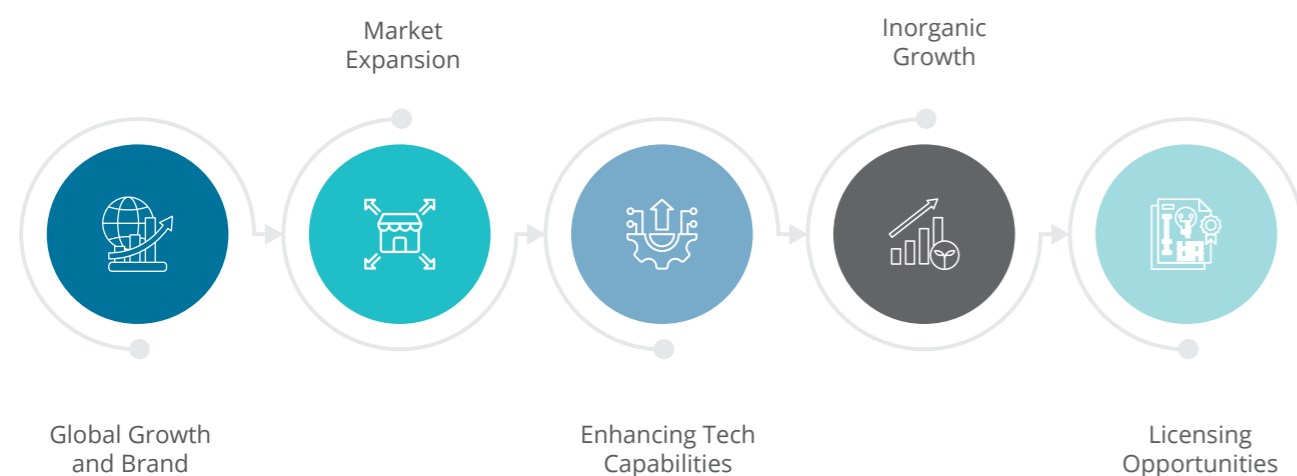 Market
Expansion
Inorganic
Growth
Global Growth
and Brand
Enhancing Tech
Capabilities
Licensing
Opportunities